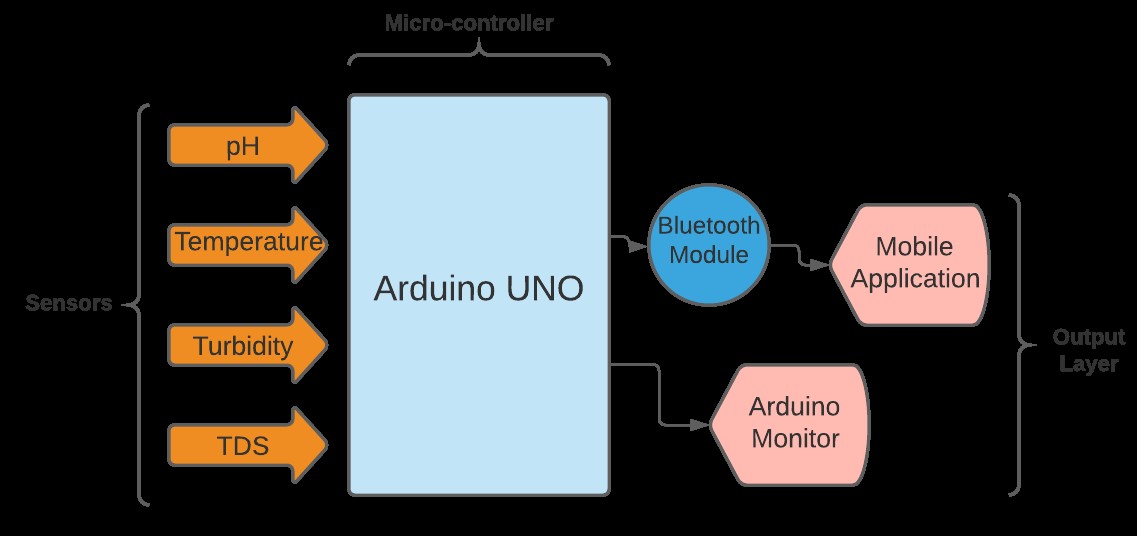 Micro-controller
Sensors
pH
Temperature
Turbidity
TDS
Arduino UNO
Bluetooth
Module
Mobile
Application
Arduino
Monitor
Output
Layer